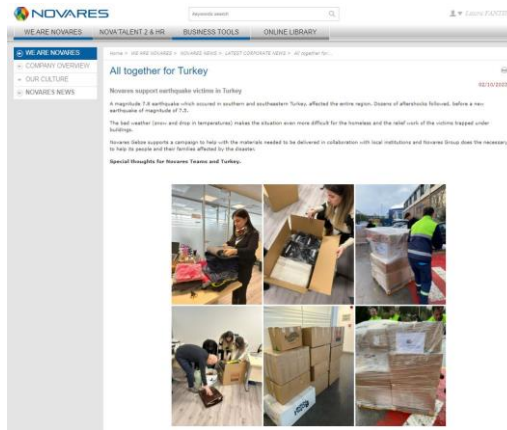 NOVARES
Keywords search
WE ARE NOVARES
NOVATALENT 2 & HR
BUSINESS TOOLS
ONLINE LIBRARY
WE ARE NOVARES
COMPANY OVERVIEW
OUR CULTURE
NOVARES NEWS
Home > WE ARE NOVARES > NOVARES NEWS > LATEST CORPORATE NEWS > All together for...
All together for Turkey
02/10/2023
Novares support earthquake victims in Turkey
A magnitude 7.8 earthquake which occured in southern and southeastern Turkey, affected the entire region. Dozens of aftershocks followed, before a new
earthquake of magnitude of 7.5.
The bad weather (snow and drop in temperatures) makes the situation even more difficult for the homeless and the relief work of the victims trapped under
buildings.
Novares Gebze supports a campaign to help with the materials needed to be delivered in collaboration with local institutions and Novares Group does the necessary
to help its people and their families affected by the disaster.
Special thoughts for Novares Teams and Turkey.